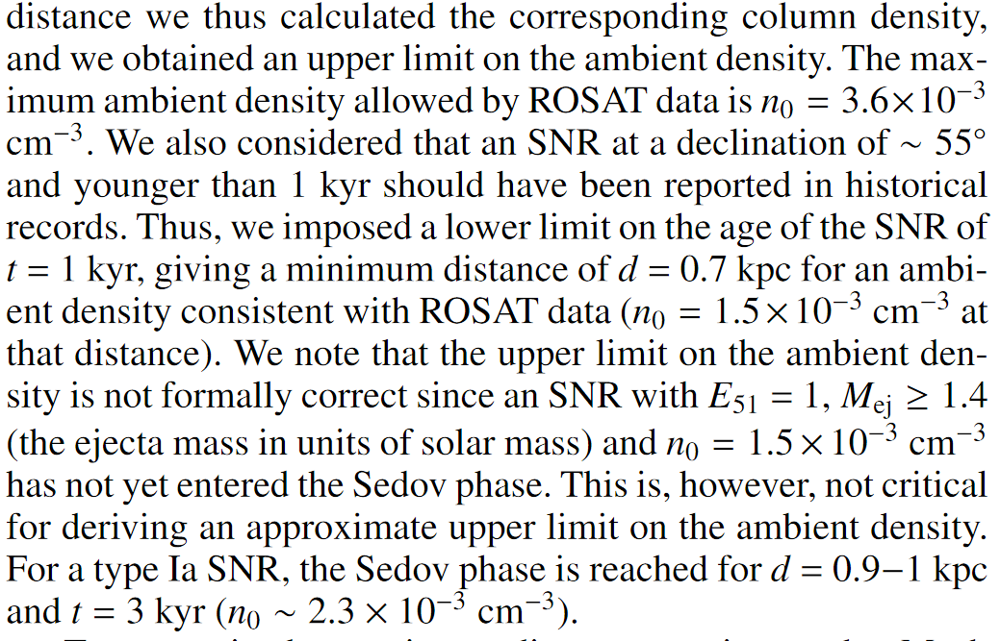 distance we thus calculated the corresponding column density,
and we obtained an upper limit on the ambient density. The max-
imum ambient density allowed by ROSAT data is n₀ = 3.6×10⁻³
cm⁻³. We also considered that an SNR at a declination of ∼ 55°
and younger than 1 kyr should have been reported in historical
records. Thus, we imposed a lower limit on the age of the SNR of
t = 1 kyr, giving a minimum distance of d = 0.7 kpc for an ambi-
ent density consistent with ROSAT data (n₀ = 1.5×10⁻³ cm⁻³ at
that distance). We note that the upper limit on the ambient den-
sity is not formally correct since an SNR with E₅₁ = 1, M_ej ≥ 1.4
(the ejecta mass in units of solar mass) and n₀ = 1.5×10⁻³ cm⁻³
has not yet entered the Sedov phase. This is, however, not critical
for deriving an approximate upper limit on the ambient density.
For a type Ia SNR, the Sedov phase is reached for d = 0.9−1 kpc
and t = 3 kyr (n₀ ∼ 2.3 × 10⁻³ cm⁻³).